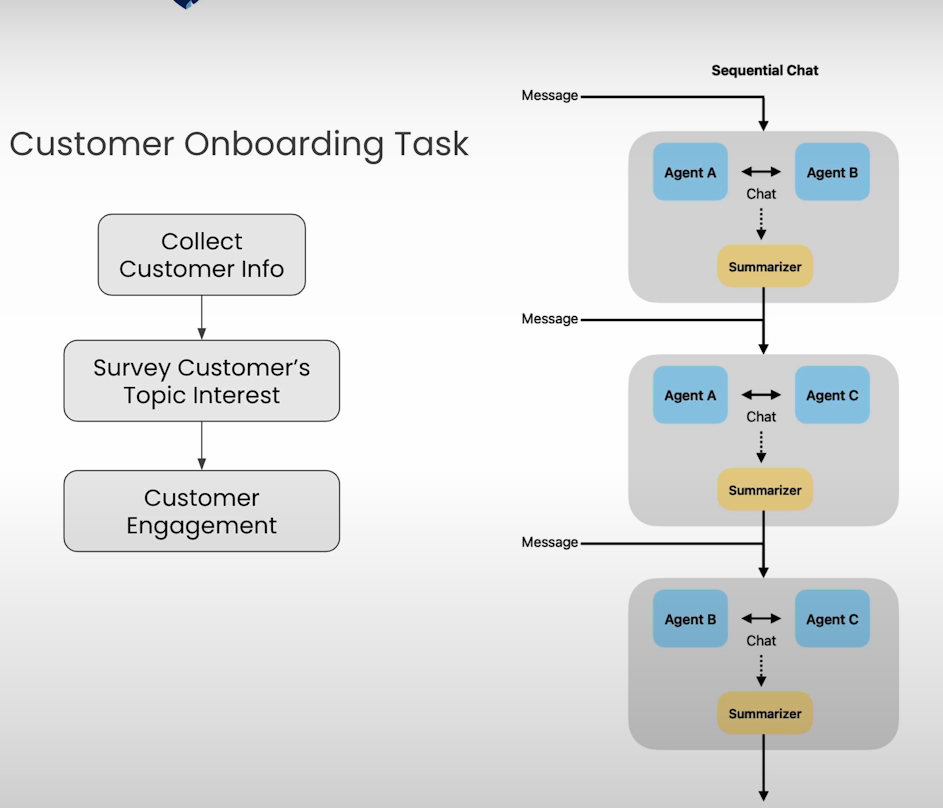 Customer Onboarding Task
Collect
Customer Info
Survey Customer's
Topic Interest
Customer
Engagement
Sequential Chat
Message
Agent A
Agent B
Chat
Summarizer
Message
Agent A
Agent C
Chat
Summarizer
Message
Agent B
Agent C
Chat
Summarizer